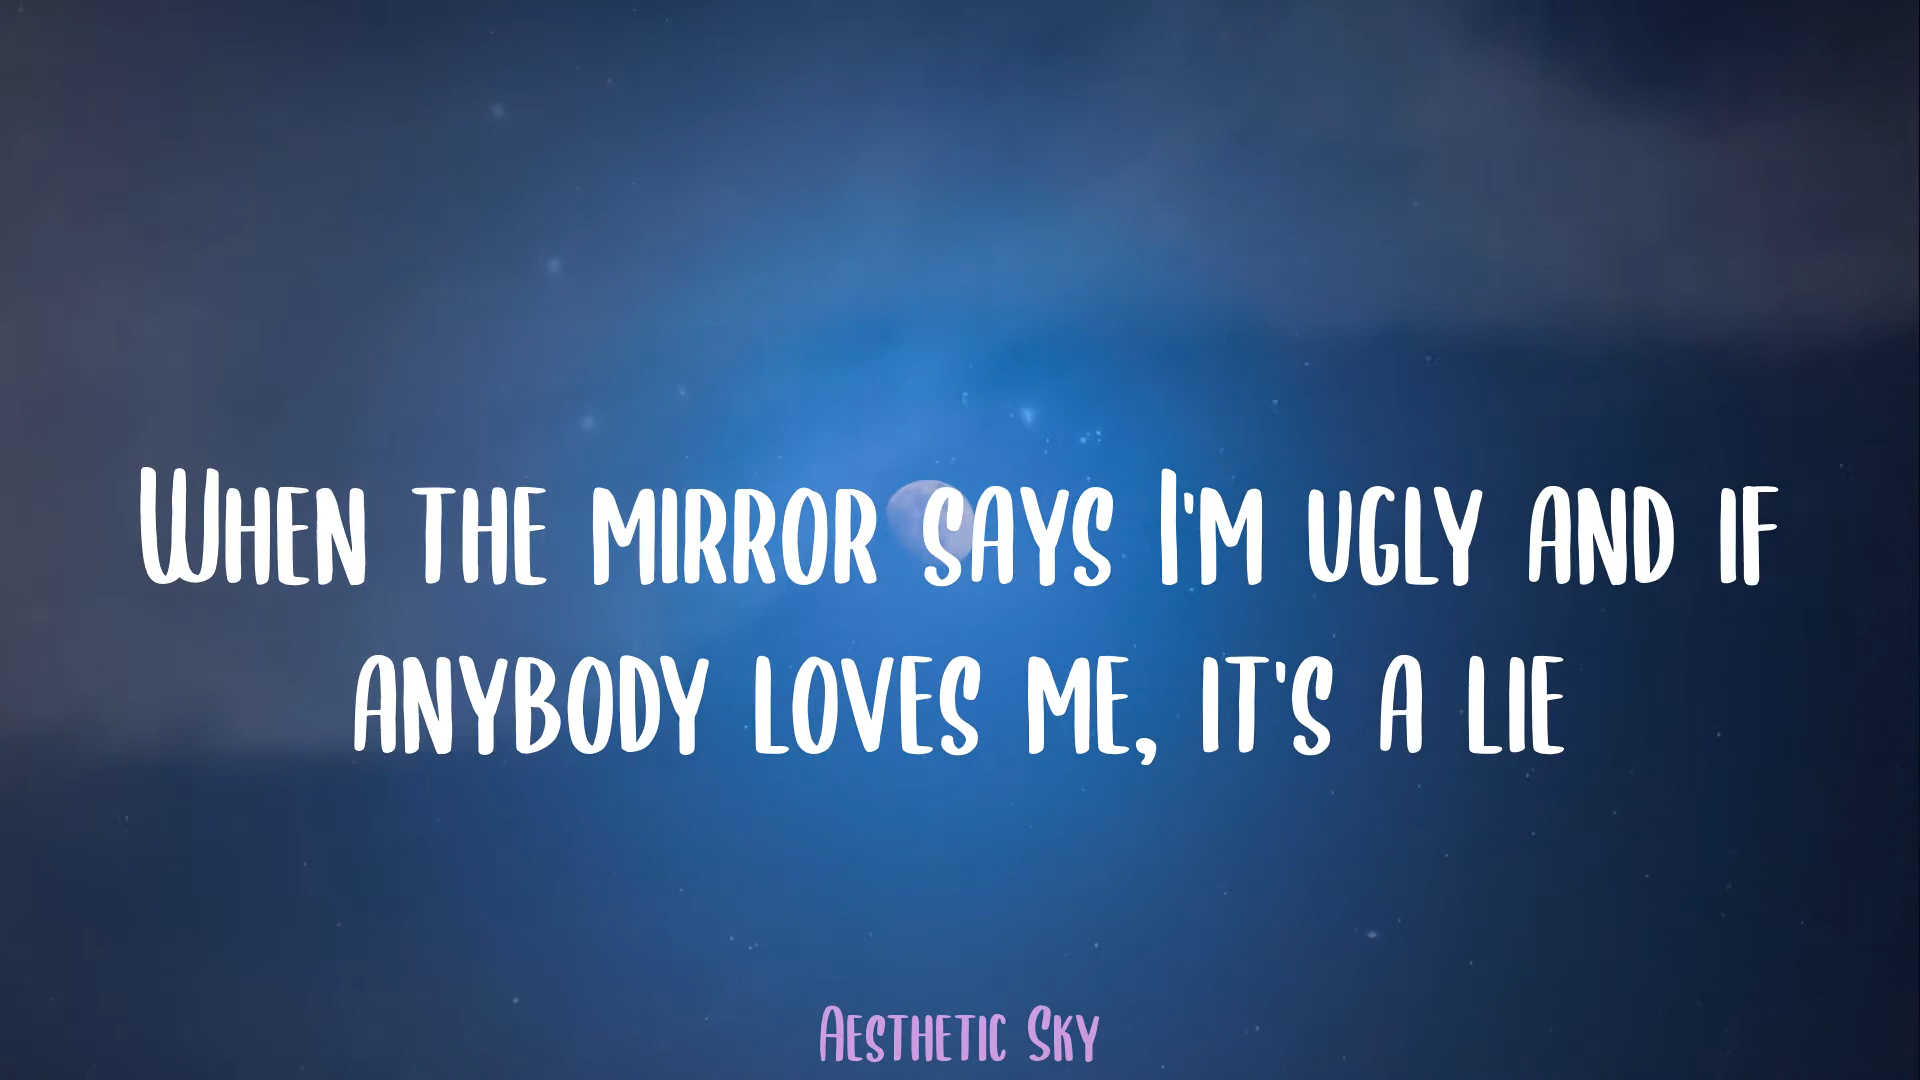 When the mirror says I'm ugly and if
anybody loves me, it's a lie
Aesthetic Sky